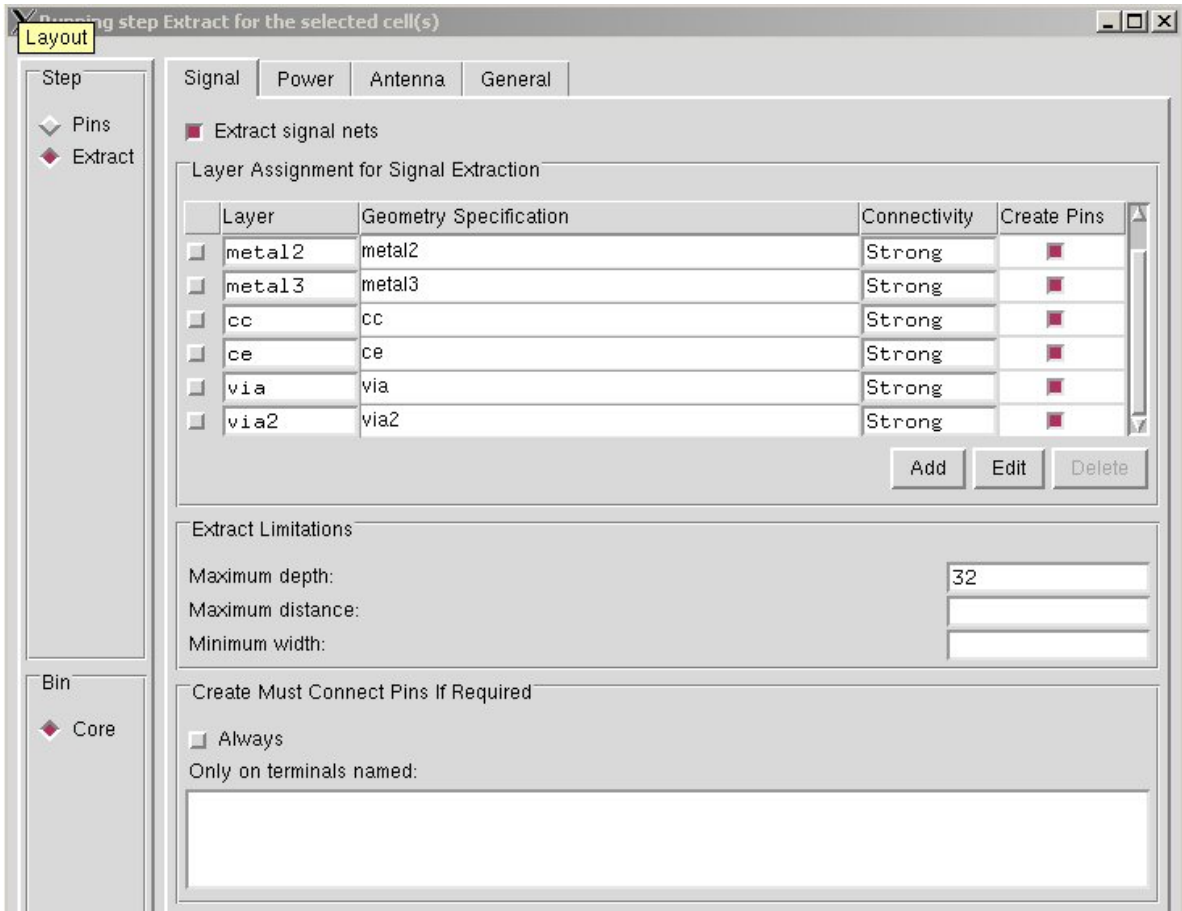 Running step Extract for the selected cell(s)
Layout
Step
Pins
Extract
Signal Power Antenna General
Extract signal nets
Layer Assignment for Signal Extraction
Layer Geometry Specification Connectivity Create Pins
metal2 metal2 Strong
metal3 metal3 Strong
cc cc Strong
ce ce Strong
via via Strong
via2 via2 Strong
Add Edit Delete
Extract Limitations
Maximum depth: 32
Maximum distance:
Minimum width:
Bin
Core
Create Must Connect Pins If Required
Always
Only on terminals named: